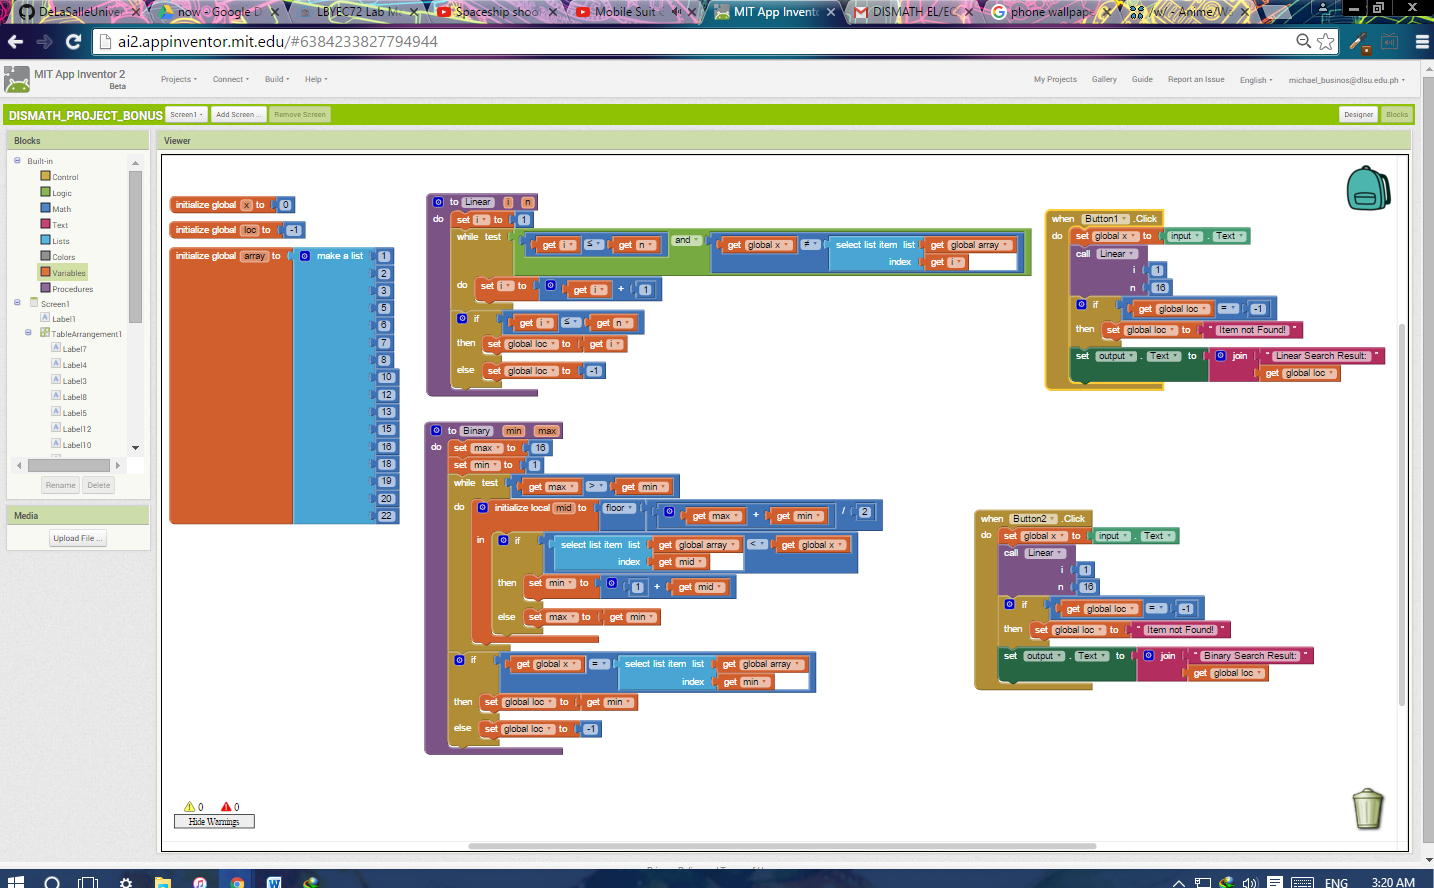 DeLaSalleUniver
now - Google D
LBYEC72 Lab M
Spaceship shoo
Mobile Suit
MIT App Invento
DISMATH EL/EC
phone wallpap
/w/ - Anime/W
ai2.appinventor.mit.edu/#6384233827794944
MIT App Inventor 2
Beta
Projects
Connect
Build
Help
My Projects
Gallery
Guide
Report an Issue
English
michael_businos@dlsu.edu.ph
DISMATH_PROJECT_BONUS
Screen1
Add Screen ...
Remove Screen
Designer
Blocks
Blocks
Built-in
Control
Logic
Math
Text
Lists
Colors
Variables
Procedures
Screen1
Label1
TableArrangement1
Label7
Label4
Label3
Label8
Label5
Label12
Label10
Rename
Delete
Media
Upload File ...
Viewer
initialize global x to 0
initialize global loc to -1
initialize global array to make a list 1
2
3
5
6
7
8
10
12
13
15
16
18
19
20
22
to Linear i n
do set i to 1
while test get i ≤ get n and get global x ≠ select list item list get global array
index get i
do set i to get i + 1
if get i ≤ get n
then set global loc to get i
else set global loc to -1
to Binary min max
do set max to 16
set min to 1
while test get max > get min
do initialize local mid to floor get max + get min / 2
in if select list item list get global array < get global x
index get mid
then set min to 1 + get mid
else set max to get min
if get global x = select list item list get global array
index get min
then set global loc to get min
else set global loc to -1
when Button1 .Click
do set global x to input . Text
call Linear
i 1
n 16
if get global loc = -1
then set global loc to " Item not Found! "
set output . Text to join " Linear Search Result: "
get global loc
when Button2 .Click
do set global x to input . Text
call Linear
i 1
n 16
if get global loc = -1
then set global loc to " Item not Found! "
set output . Text to join " Binary Search Result: "
get global loc
0 0
Hide Warnings
ENG
3:20 AM